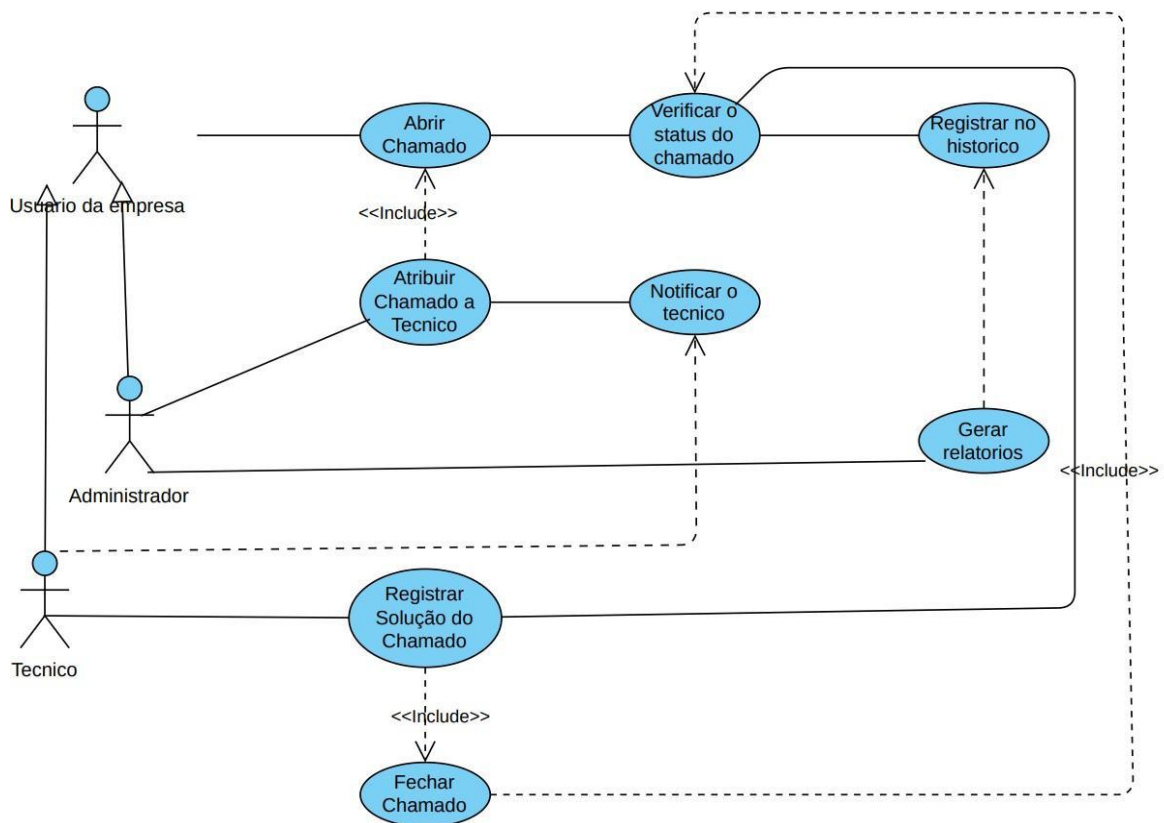 Abrir
Chamado
Verificar o
status do
chamado
Registrar no
historico
Usuario da empresa
<<Include>>
Atribuir
Chamado a
Tecnico
Notificar o
tecnico
Gerar
relatorios
<<Include>>
Administrador
Registrar
Solução do
Chamado
Tecnico
<<Include>>
Fechar
Chamado